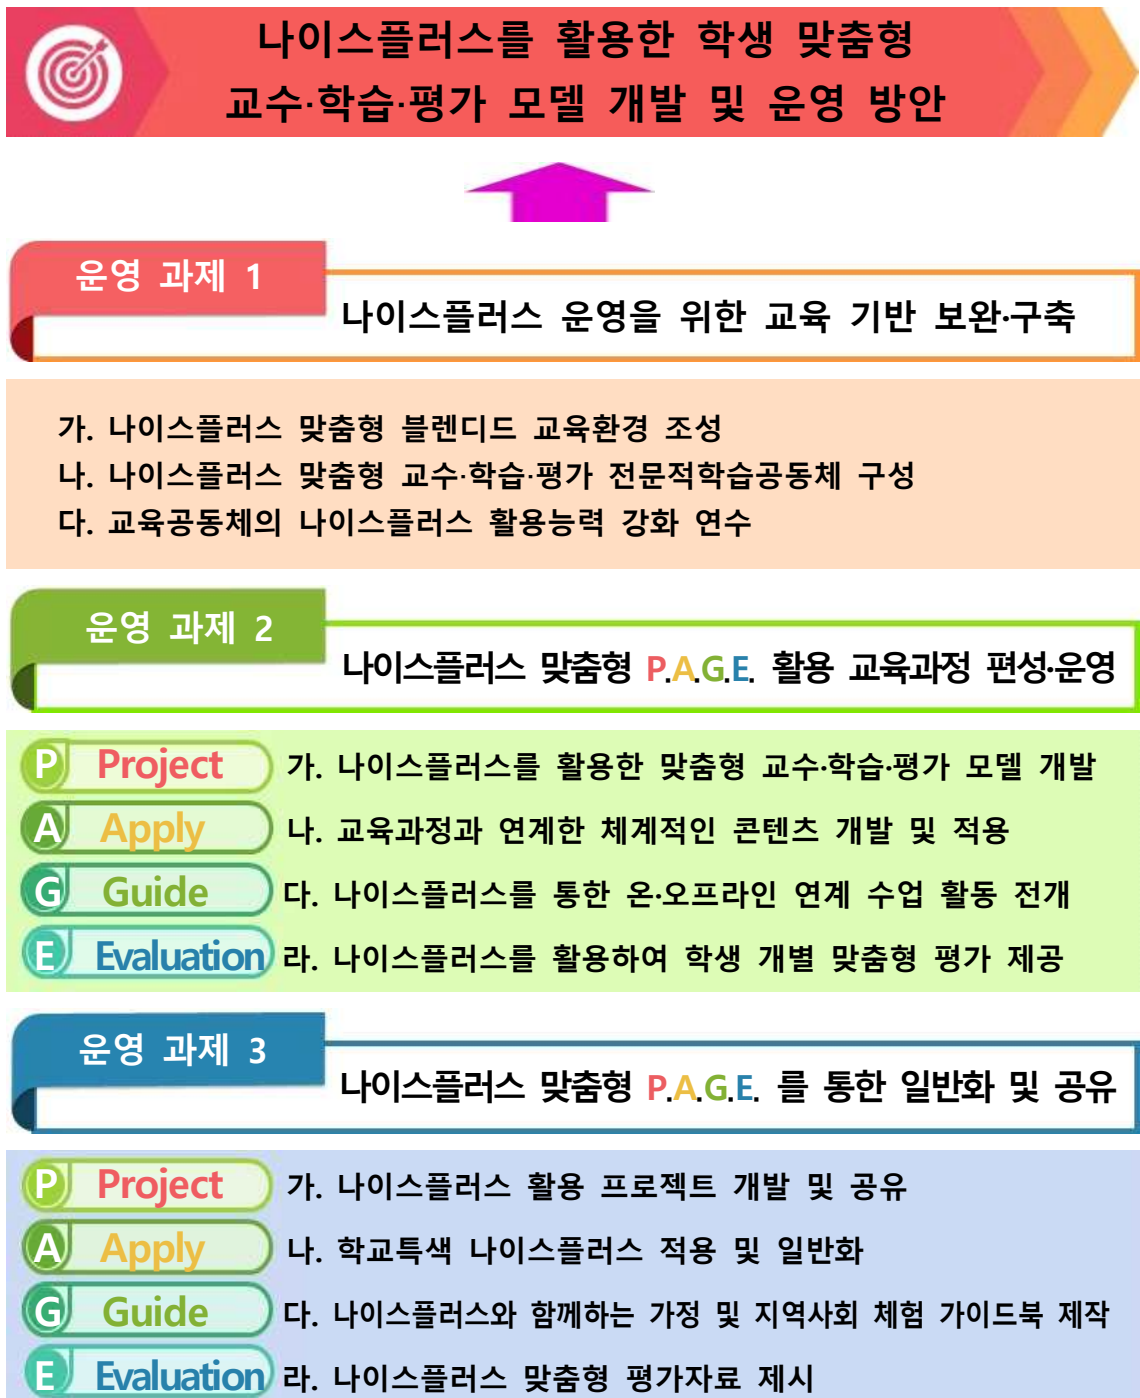 나이스플러스를 활용한 학생 맞춤형
교수·학습·평가 모델 개발 및 운영 방안
운영 과제 1
나이스플러스 운영을 위한 교육 기반 보완·구축
가. 나이스플러스 맞춤형 블렌디드 교육환경 조성
나. 나이스플러스 맞춤형 교수·학습·평가 전문적학습공동체 구성
다. 교육공동체의 나이스플러스 활용능력 강화 연수
운영 과제 2
나이스플러스 맞춤형 P.A.G.E. 활용 교육과정 편성·운영
P Project 가. 나이스플러스를 활용한 맞춤형 교수·학습·평가 모델 개발
A Apply 나. 교육과정과 연계한 체계적인 콘텐츠 개발 및 적용
G Guide 다. 나이스플러스를 통한 온·오프라인 연계 수업 활동 전개
E Evaluation 라. 나이스플러스를 활용하여 학생 개별 맞춤형 평가 제공
운영 과제 3
나이스플러스 맞춤형 P.A.G.E. 를 통한 일반화 및 공유
P Project 가. 나이스플러스 활용 프로젝트 개발 및 공유
A Apply 나. 학교특색 나이스플러스 적용 및 일반화
G Guide 다. 나이스플러스와 함께하는 가정 및 지역사회 체험 가이드북 제작
E Evaluation 라. 나이스플러스 맞춤형 평가자료 제시